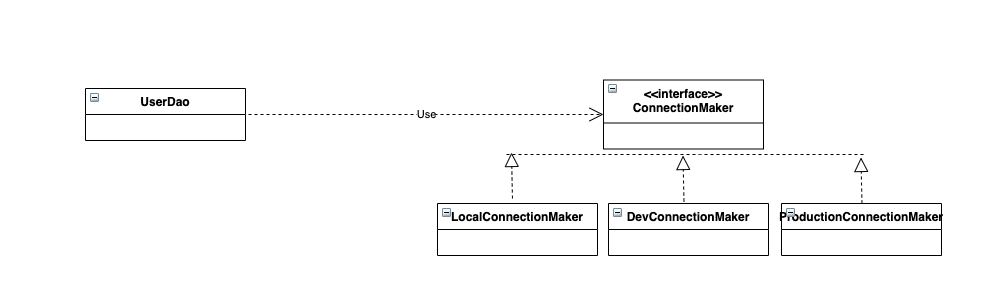 UserDao
<<interface>>
ConnectionMaker
Use
LocalConnectionMaker
DevConnectionMaker
ProductionConnectionMaker